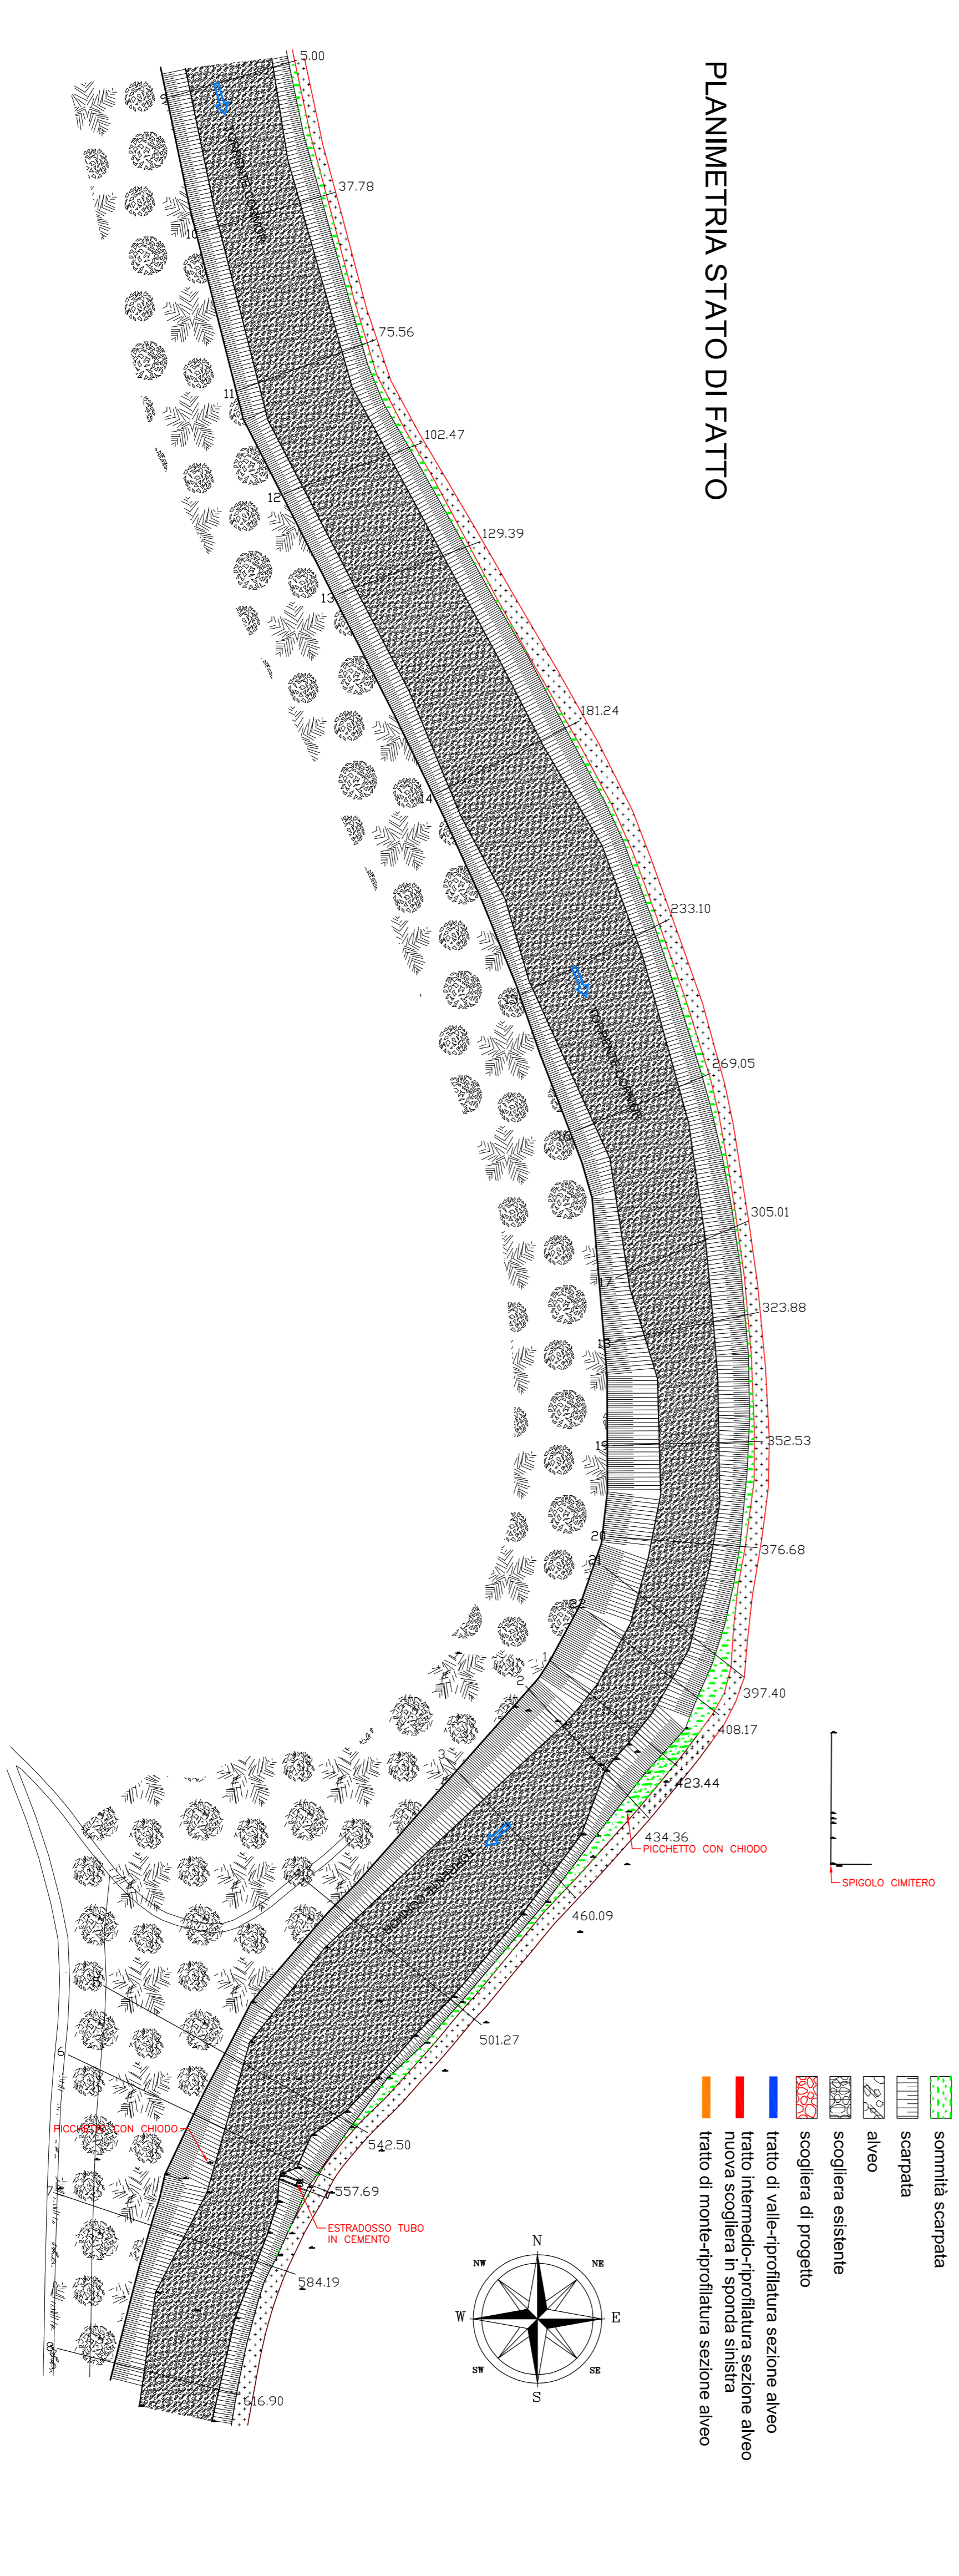 PLANIMETRIA STATO DI FATTO
5.00
9
37.78
10
75.56
11
102.47
12
129.39
13
181.24
14
233.10
15
269.05
16
305.01
17
323.88
18
352.53
19
376.68
20
21
22
397.40
1
2
408.17
3
423.44
434.36
PICCHETTO CON CHIODO
SPIGOLO CIMITERO
4
460.09
5
501.27
6
PICCHETTO CON CHIODO
542.50
7
557.69
ESTRADOSSO TUBO
IN CEMENTO
584.19
8
616.90
N
NW
NE
W
E
SW
SE
S
sommità scarpata
scarpata
alveo
scogliera esistente
scogliera di progetto
tratto di valle-riprofilatura sezione alveo
tratto intermedio-riprofilatura sezione alveo
nuova scogliera in sponda sinistra
tratto di monte-riprofilatura sezione alveo
TORRENTE
TORRENTE
TORRENTE